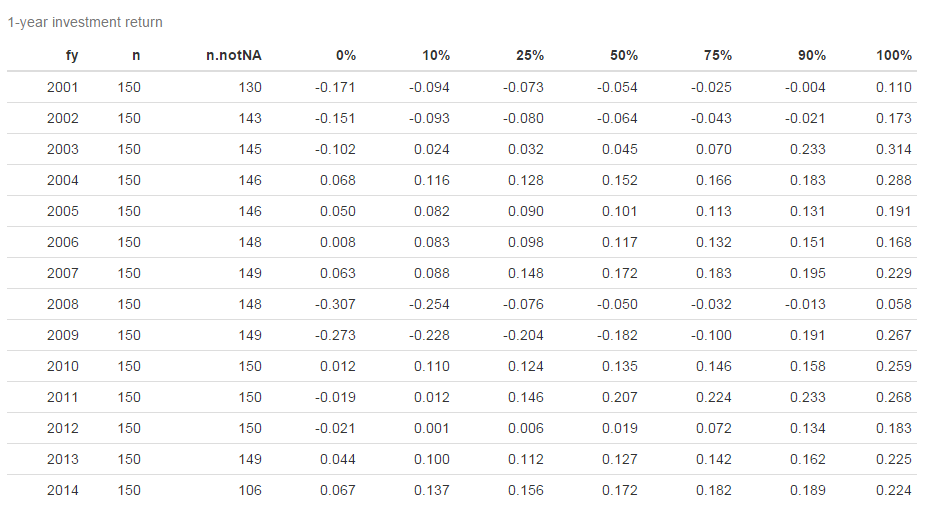 1-year investment return
fy n n.notNA 0% 10% 25% 50% 75% 90% 100%
2001 150 130 -0.171 -0.094 -0.073 -0.054 -0.025 -0.004 0.110
2002 150 143 -0.151 -0.093 -0.080 -0.064 -0.043 -0.021 0.173
2003 150 145 -0.102 0.024 0.032 0.045 0.070 0.233 0.314
2004 150 146 0.068 0.116 0.128 0.152 0.166 0.183 0.288
2005 150 146 0.050 0.082 0.090 0.101 0.113 0.131 0.191
2006 150 148 0.008 0.083 0.098 0.117 0.132 0.151 0.168
2007 150 149 0.063 0.088 0.148 0.172 0.183 0.195 0.229
2008 150 148 -0.307 -0.254 -0.076 -0.050 -0.032 -0.013 0.058
2009 150 149 -0.273 -0.228 -0.204 -0.182 -0.100 0.191 0.267
2010 150 150 0.012 0.110 0.124 0.135 0.146 0.158 0.259
2011 150 150 -0.019 0.012 0.146 0.207 0.224 0.233 0.268
2012 150 150 -0.021 0.001 0.006 0.019 0.072 0.134 0.183
2013 150 149 0.044 0.100 0.112 0.127 0.142 0.162 0.225
2014 150 106 0.067 0.137 0.156 0.172 0.182 0.189 0.224